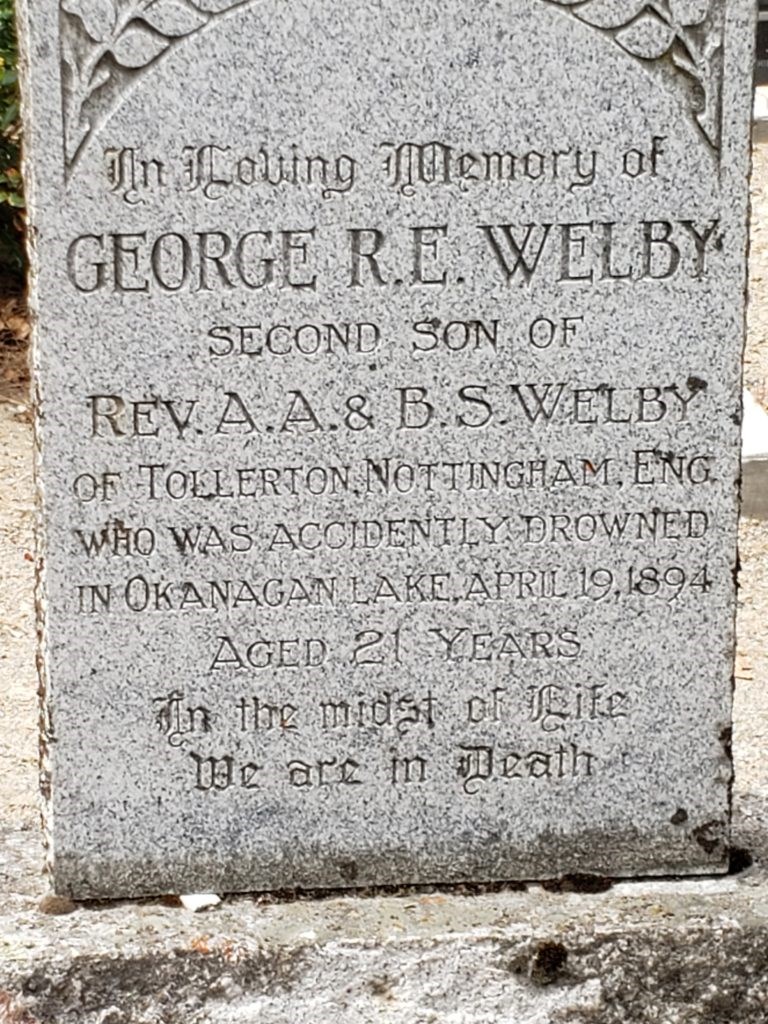 In Loving Memory of
GEORGE R.E. WELBY
SECOND SON OF
REV. A.A. & B.S. WELBY
OF TOLLERTON, NOTTINGHAM, ENG.
WHO WAS ACCIDENTLY DROWNED
IN OKANAGAN LAKE, APRIL 19, 1894
AGED 21 YEARS
In the midst of Life
We are in Death